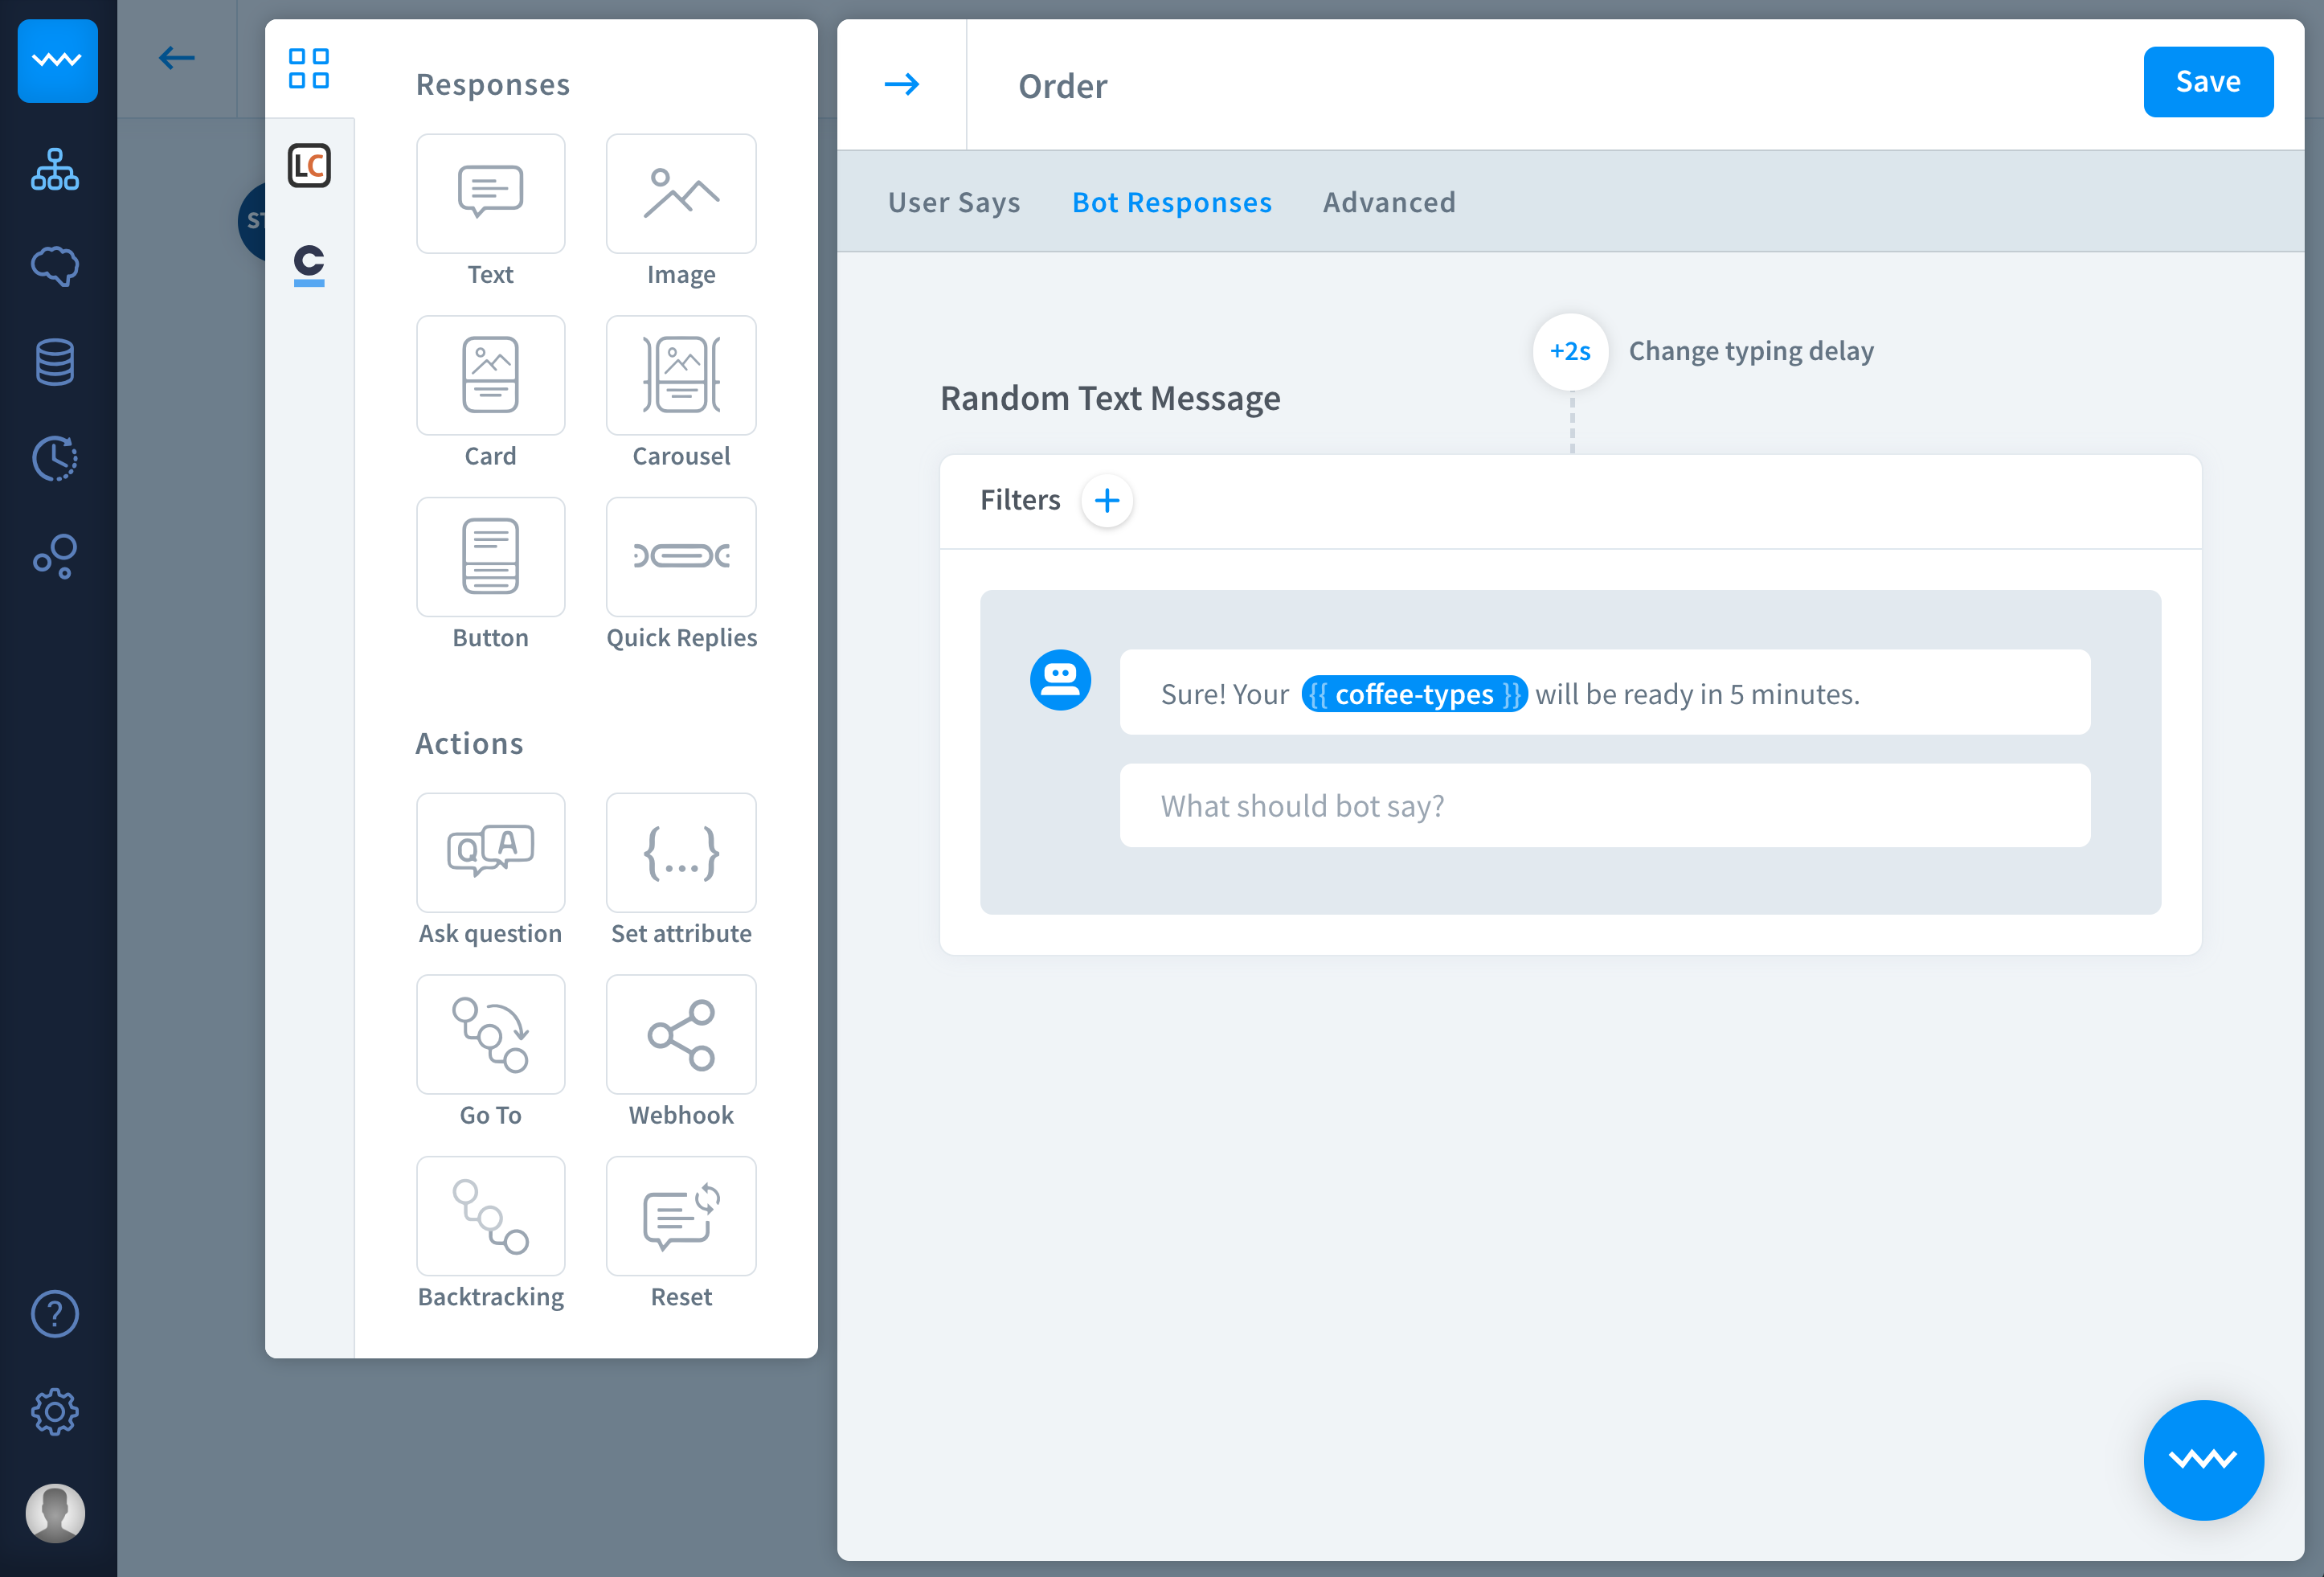 ST
LC
C
Responses
Text
Image
Card
Carousel
Button
Quick Replies
Actions
Q A
{...}
Ask question
Set attribute
Go To
Webhook
Backtracking
Reset
?
Order
Save
User Says
Bot Responses
Advanced
+2s
Change typing delay
Random Text Message
Filters +
Sure! Your {{ coffee-types }} will be ready in 5 minutes.
What should bot say?